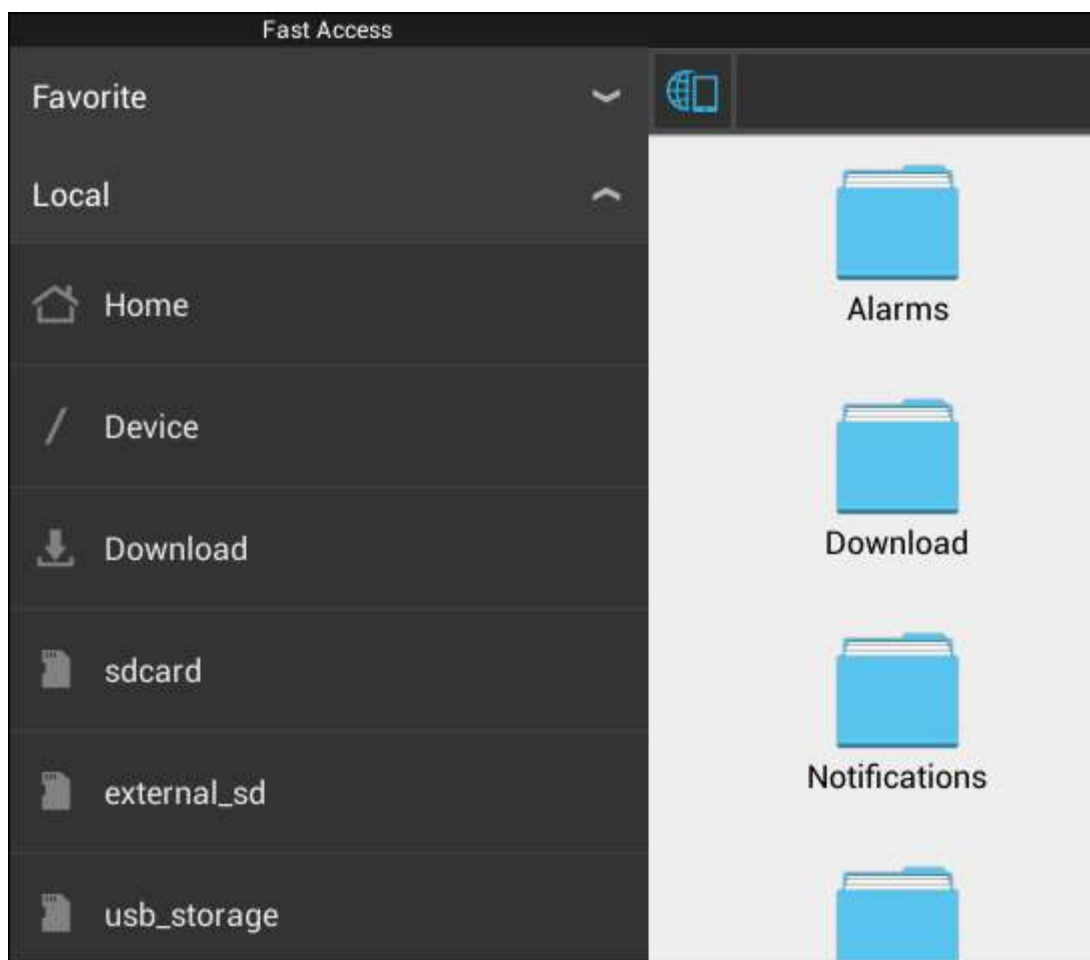 Fast Access
Favorite
Local
Home
Device
Download
sdcard
external_sd
usb_storage
Alarms
Download
Notifications